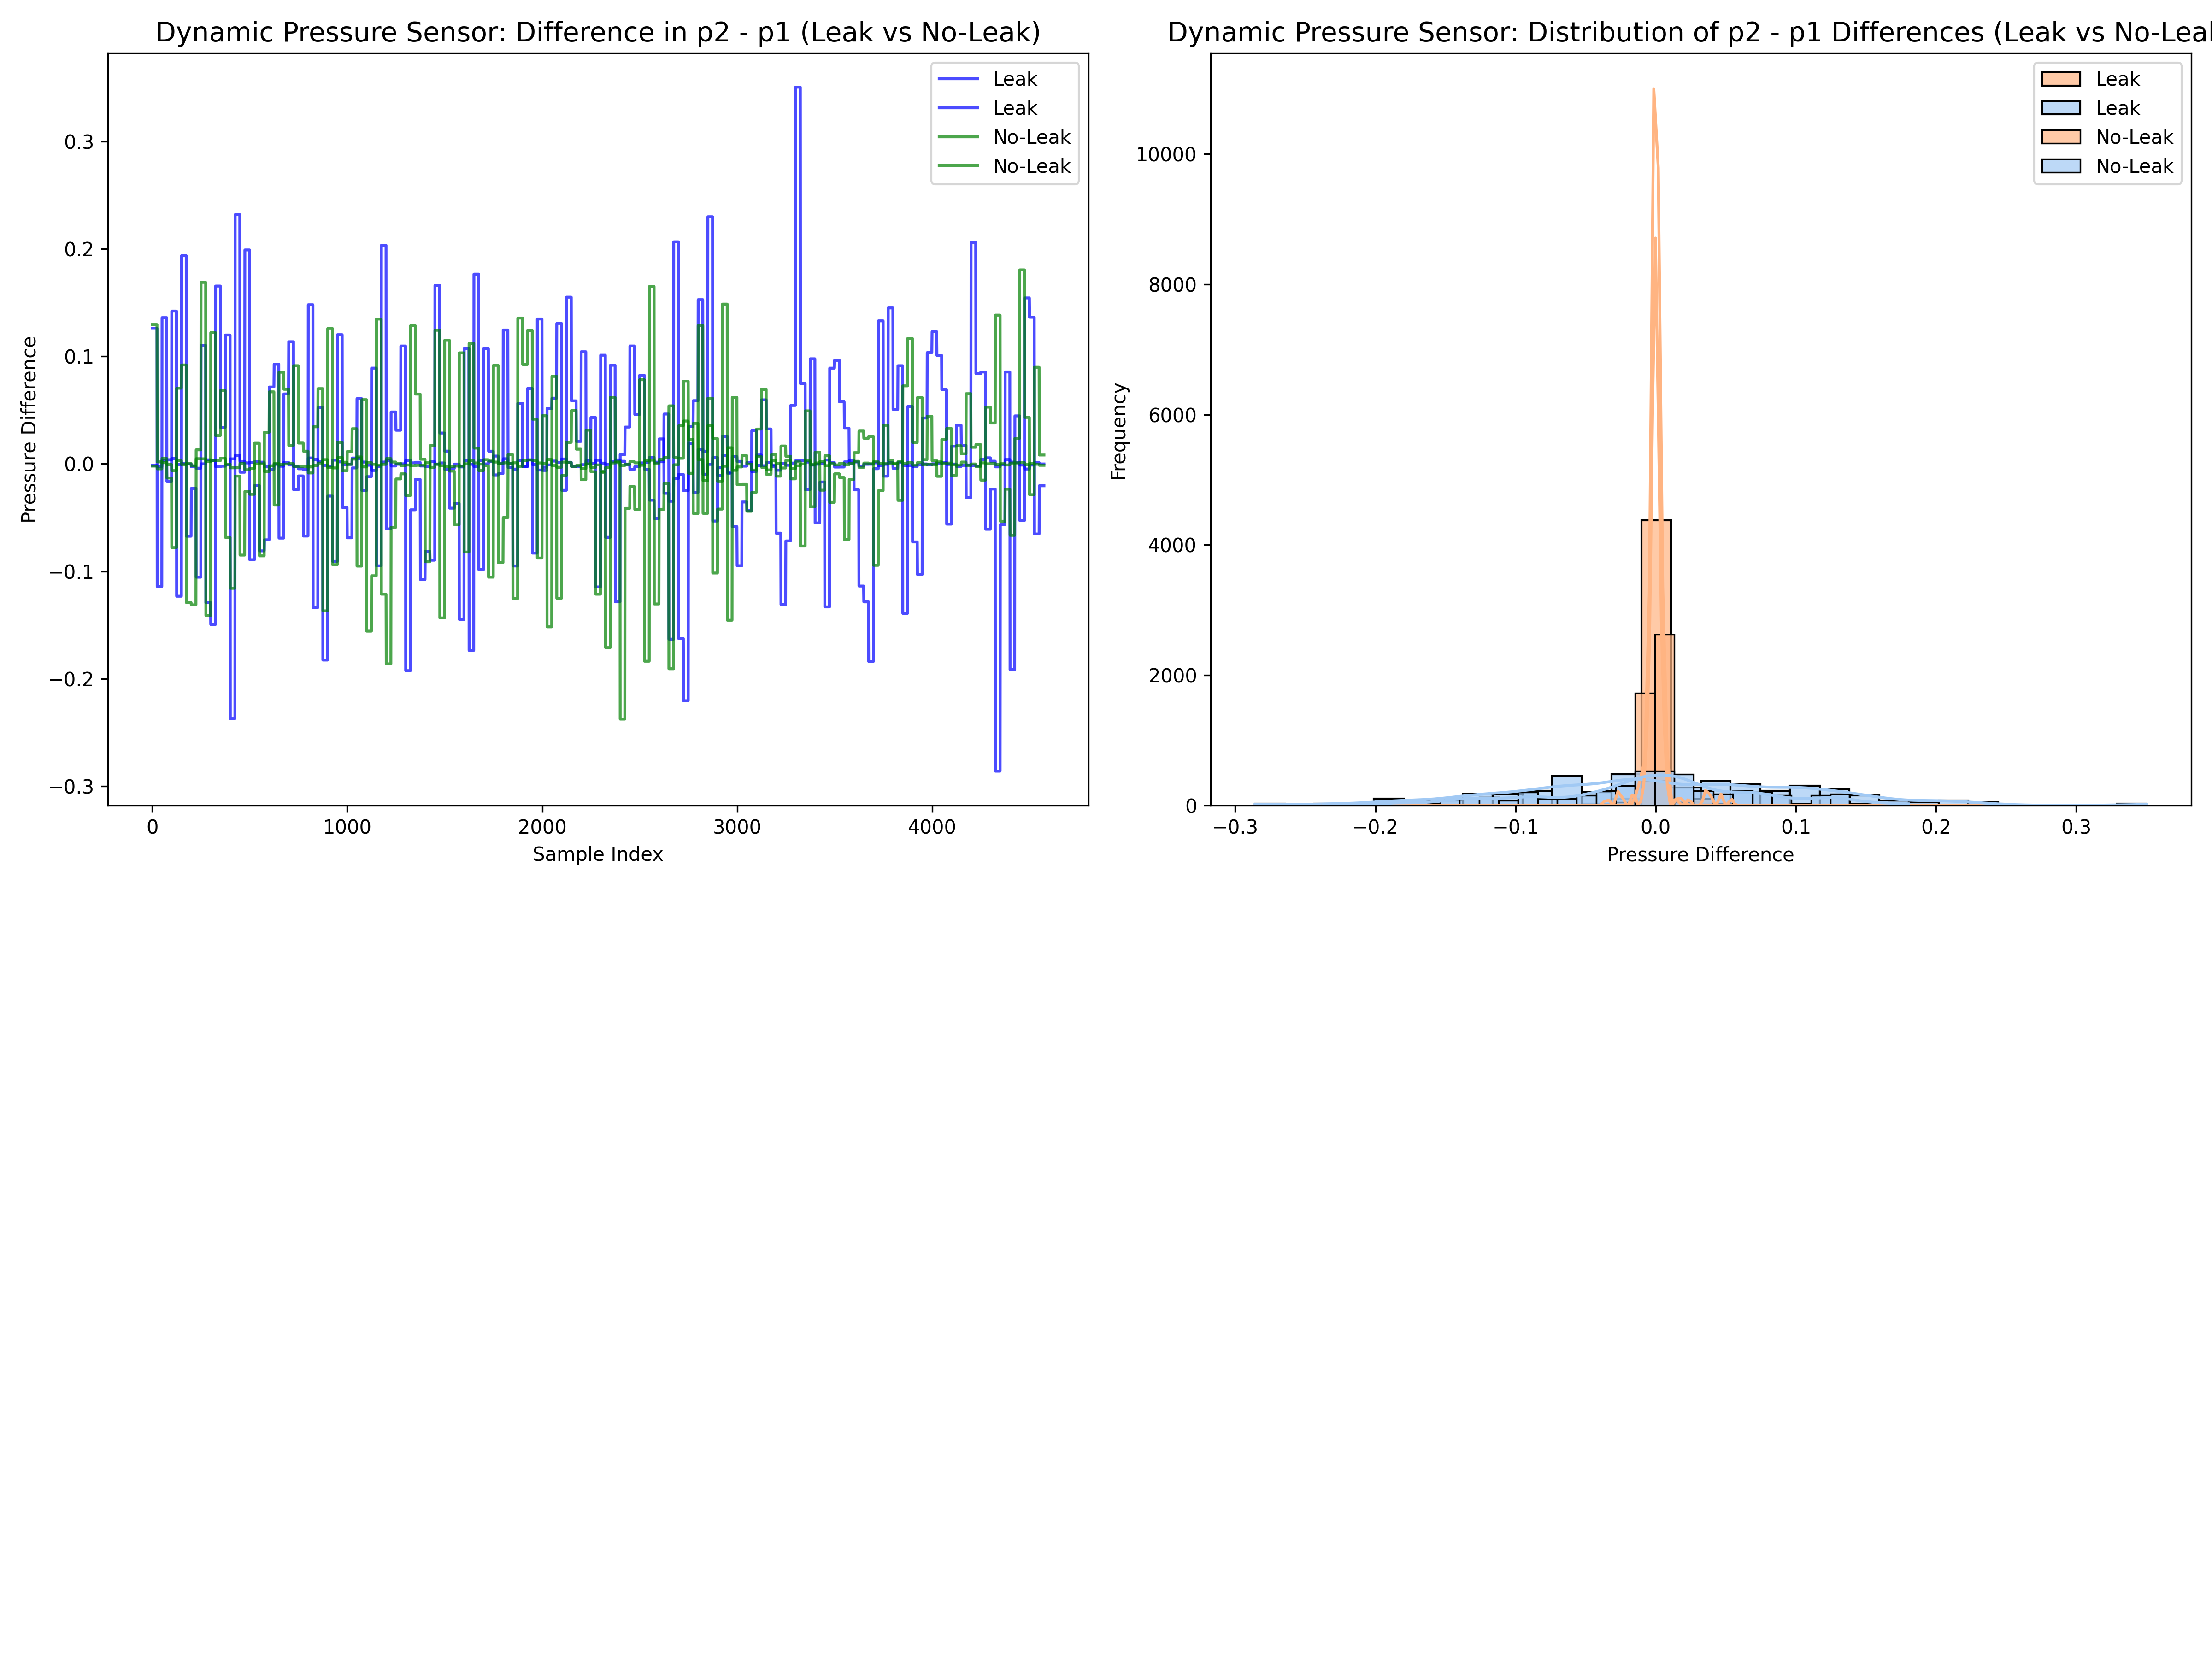 Dynamic Pressure Sensor: Difference in p2 - p1 (Leak vs No-Leak)
Leak
Leak
No-Leak
No-Leak
Pressure Difference
0.3
0.2
0.1
0.0
−0.1
−0.2
−0.3
0
1000
2000
3000
4000
Sample Index
Dynamic Pressure Sensor: Distribution of p2 - p1 Differences (Leak vs No-Leak
Leak
Leak
No-Leak
No-Leak
Frequency
10000
8000
6000
4000
2000
0
−0.3
−0.2
−0.1
0.0
0.1
0.2
0.3
Pressure Difference